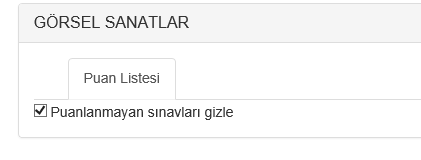 GÖRSEL SANATLAR
Puan Listesi
Puanlanmayan sınavları gizle